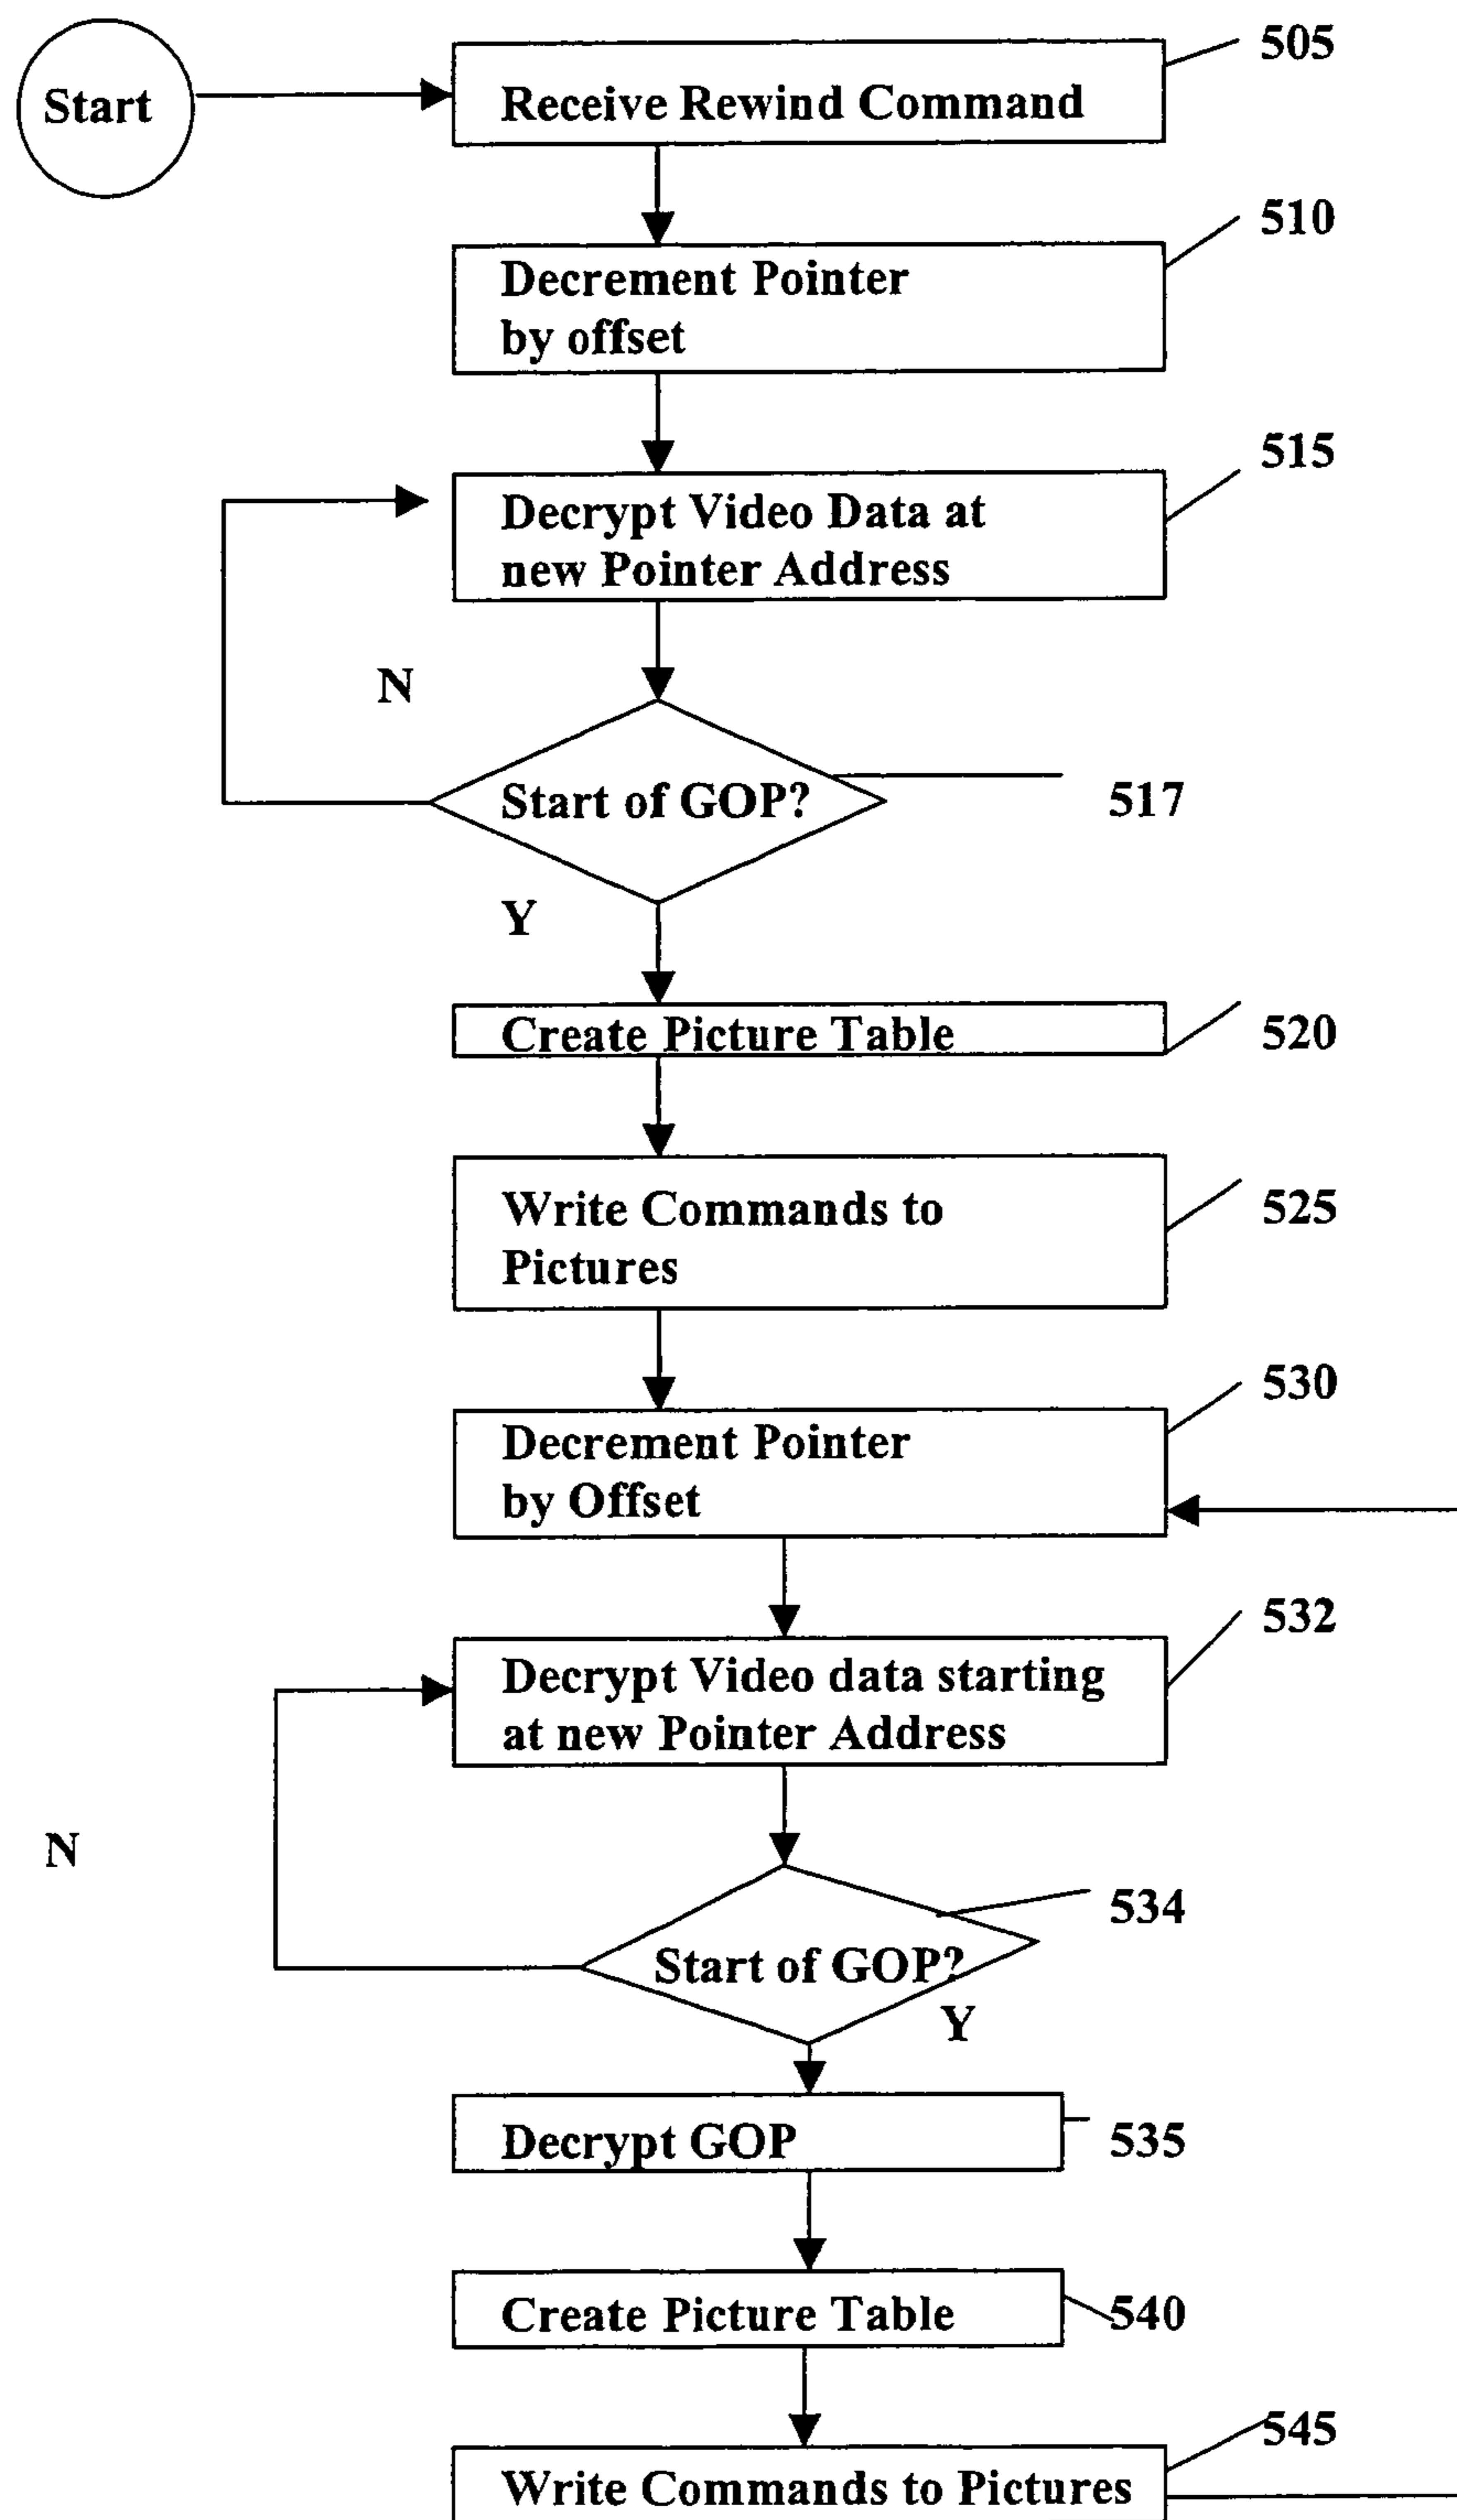 505
Start
Receive Rewind Command
510
Decrement Pointer
by offset
515
Decrypt Video Data at
new Pointer Address
N
Start of GOP?
517
Y
Create Picture Table
520
Write Commands to
Pictures
525
530
Decrement Pointer
by Offset
532
Decrypt Video data starting
at new Pointer Address
N
534
Start of GOP?
Y
Decrypt GOP
535
Create Picture Table
540
545
Write Commands to Pictures